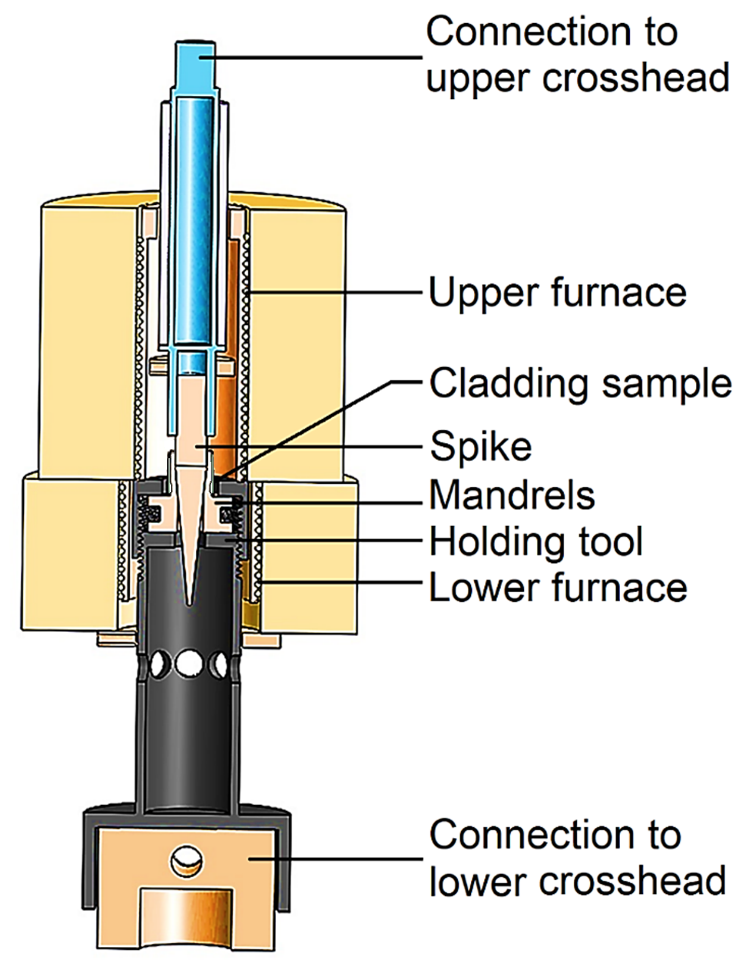 Connection to
upper crosshead
Upper furnace
Cladding sample
Spike
Mandrels
Holding tool
Lower furnace
Connection to
lower crosshead